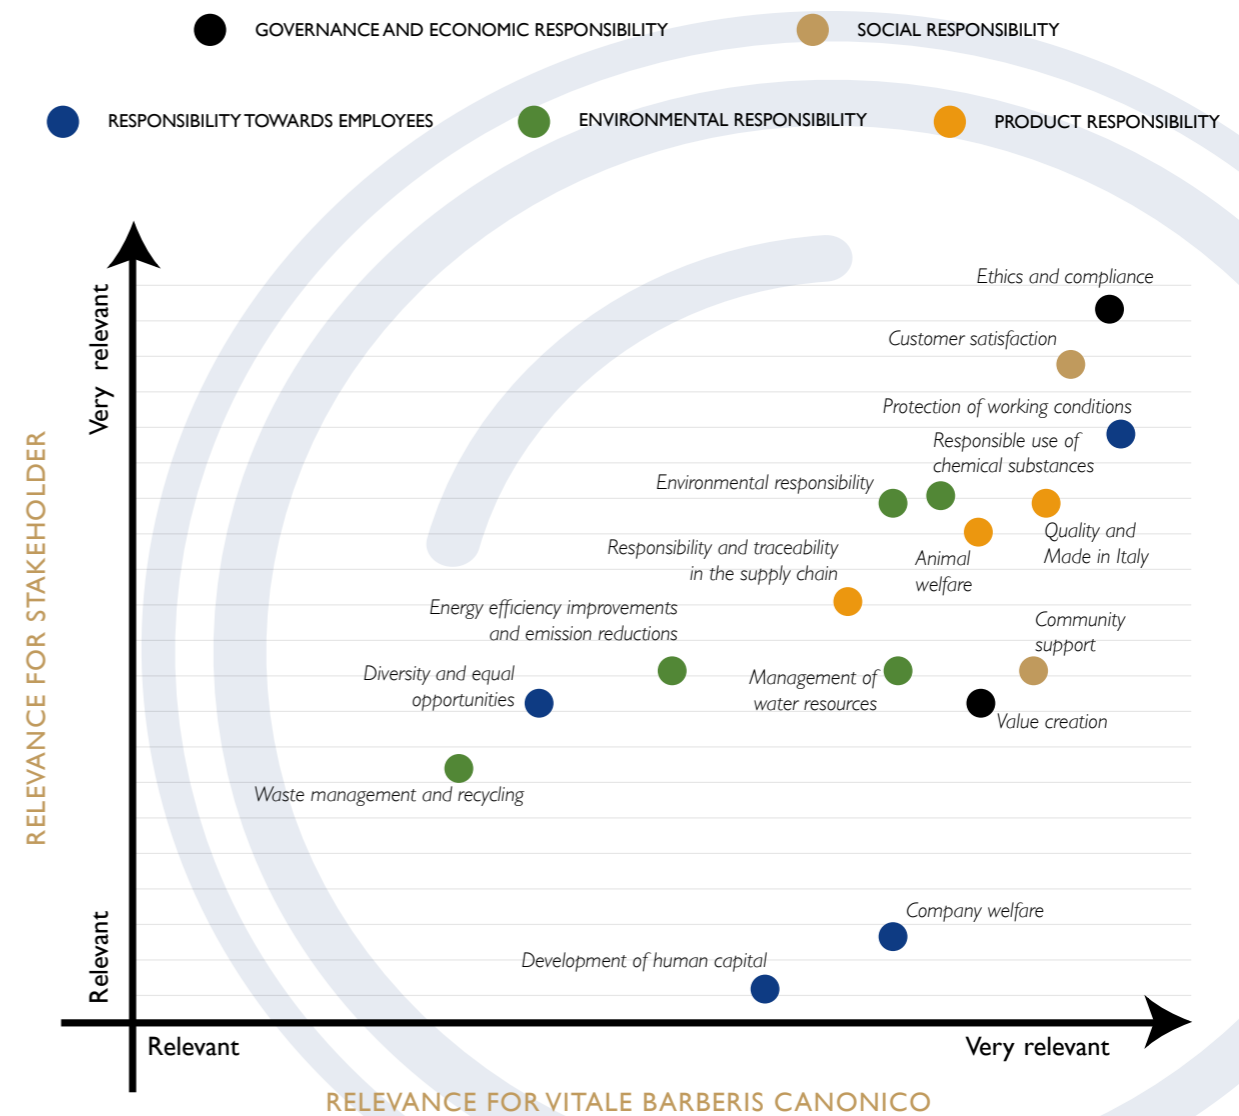 GOVERNANCE AND ECONOMIC RESPONSIBILITY
SOCIAL RESPONSIBILITY
RESPONSIBILITY TOWARDS EMPLOYEES
ENVIRONMENTAL RESPONSIBILITY
PRODUCT RESPONSIBILITY
RELEVANCE FOR STAKEHOLDER
Very relevant
Relevant
Ethics and compliance
Customer satisfaction
Protection of working conditions
Responsible use of
chemical substances
Environmental responsibility
Quality and
Made in Italy
Animal
welfare
Responsibility and traceability
in the supply chain
Energy efficiency improvements
and emission reductions
Community
support
Diversity and equal
opportunities
Management of
water resources
Value creation
Waste management and recycling
Company welfare
Development of human capital
Relevant
Very relevant
RELEVANCE FOR VITALE BARBERIS CANONICO